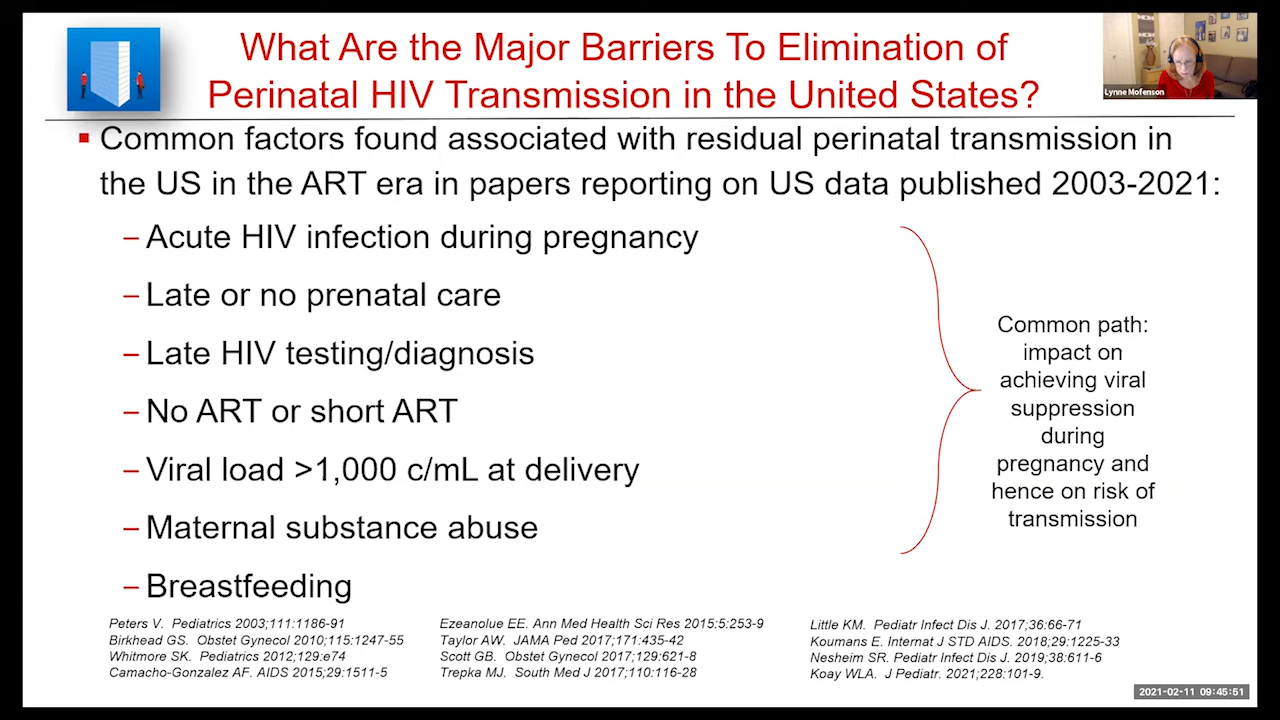 What Are the Major Barriers To Elimination of
Perinatal HIV Transmission in the United States?
Lynne Mofenson
▪ Common factors found associated with residual perinatal transmission in
the US in the ART era in papers reporting on US data published 2003-2021:
– Acute HIV infection during pregnancy
– Late or no prenatal care
– Late HIV testing/diagnosis
– No ART or short ART
– Viral load >1,000 c/mL at delivery
– Maternal substance abuse
– Breastfeeding
Common path:
impact on
achieving viral
suppression
during
pregnancy and
hence on risk of
transmission
Peters V. Pediatrics 2003;111:1186-91
Birkhead GS. Obstet Gynecol 2010;115:1247-55
Whitmore SK. Pediatrics 2012;129:e74
Camacho-Gonzalez AF. AIDS 2015;29:1511-5
Ezeanolue EE. Ann Med Health Sci Res 2015:5:253-9
Taylor AW. JAMA Ped 2017;171:435-42
Scott GB. Obstet Gynecol 2017;129:621-8
Trepka MJ. South Med J 2017;110:116-28
Little KM. Pediatr Infect Dis J. 2017;36:66-71
Koumans E. Internat J STD AIDS. 2018;29:1225-33
Nesheim SR. Pediatr Infect Dis J. 2019;38:611-6
Koay WLA. J Pediatr. 2021;228:101-9.
2021-02-11 09:45:51